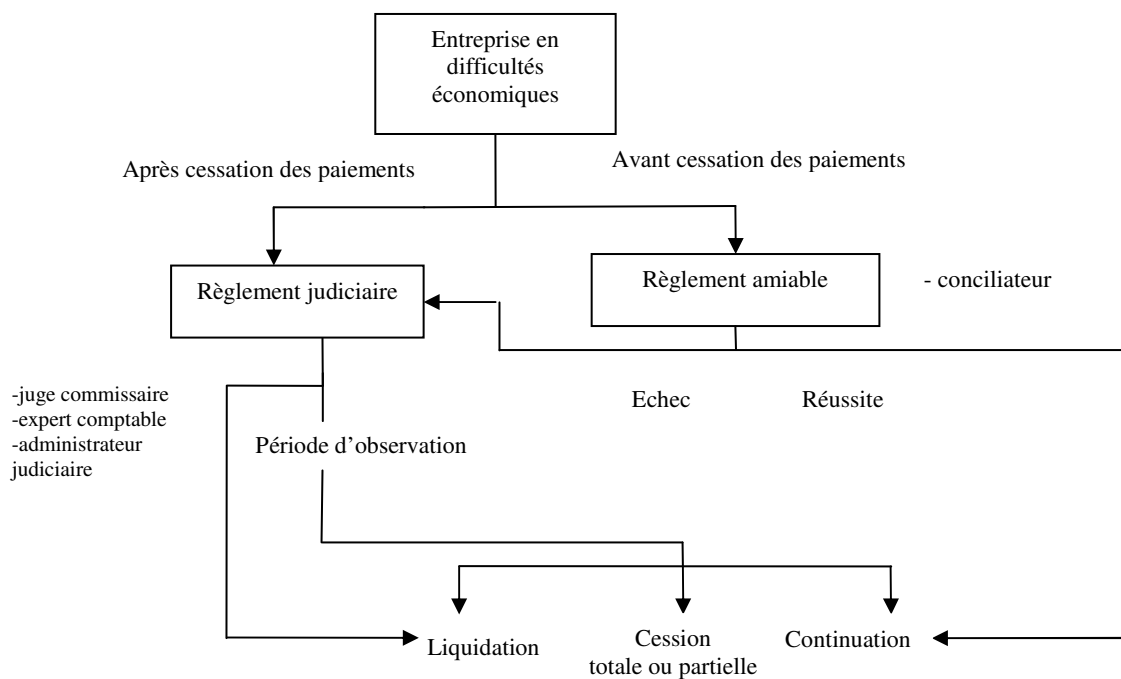 Entreprise en
difficultés
économiques
Après cessation des paiements
Avant cessation des paiements
Règlement judiciaire
Règlement amiable
- conciliateur
-juge commissaire
-expert comptable
-administrateur
judiciaire
Echec
Réussite
Période d’observation
Liquidation
Cession
totale ou partielle
Continuation